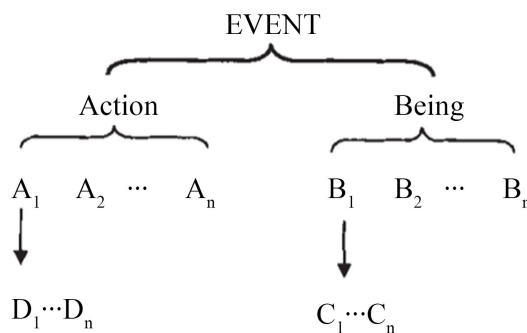 EVENT
Action Being
A₁ A₂ ··· Aₙ B₁ B₂ ··· Bₙ
D₁···Dₙ C₁···Cₙ